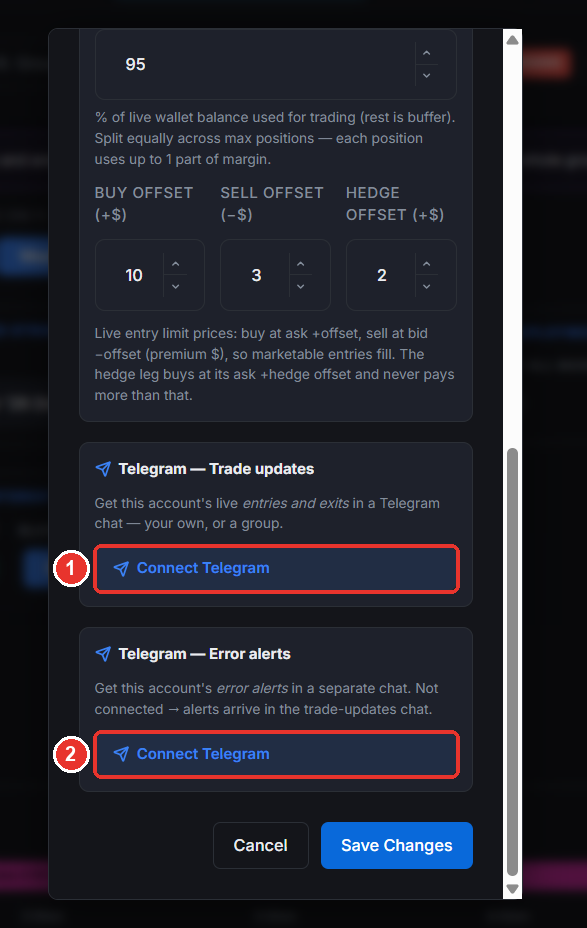 95
% of live wallet balance used for trading (rest is buffer).
Split equally across max positions — each position
uses up to 1 part of margin.
BUY OFFSET
(+$)
SELL OFFSET
(−$)
HEDGE
OFFSET (+$)
10
3
2
Live entry limit prices: buy at ask +offset, sell at bid
−offset (premium $), so marketable entries fill. The
hedge leg buys at its ask +hedge offset and never pays
more than that.
Telegram — Trade updates
Get this account's live entries and exits in a Telegram
chat — your own, or a group.
1
Connect Telegram
Telegram — Error alerts
Get this account's error alerts in a separate chat. Not
connected → alerts arrive in the trade-updates chat.
2
Connect Telegram
Cancel
Save Changes